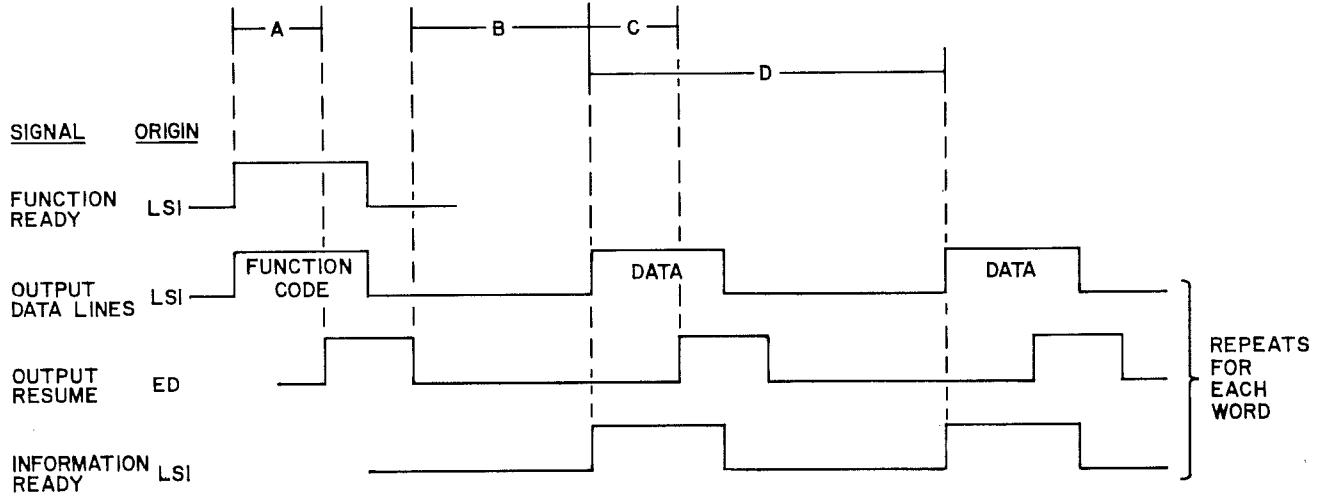 A
B
C
D
SIGNAL ORIGIN
FUNCTION
READY
LSI
FUNCTION
CODE
DATA
DATA
OUTPUT
DATA LINES
LSI
OUTPUT
RESUME
ED
INFORMATION
READY
LSI
REPEATS
FOR
EACH
WORD